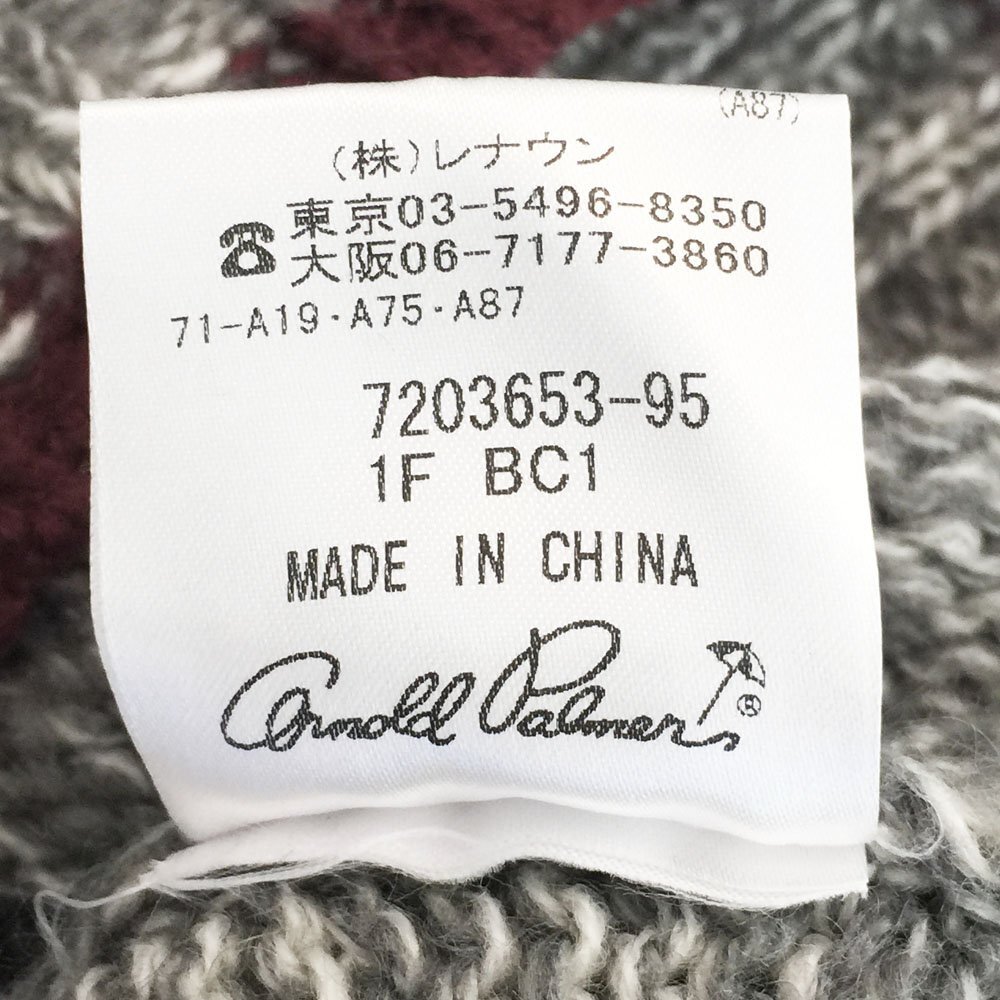 (A87)
(株)レナウン
☎東京03-5496-8350
大阪06-7177-3860
71-A19・A75・A87
7203653-95
1F BC1
MADE IN CHINA
Arnold Palmer ®